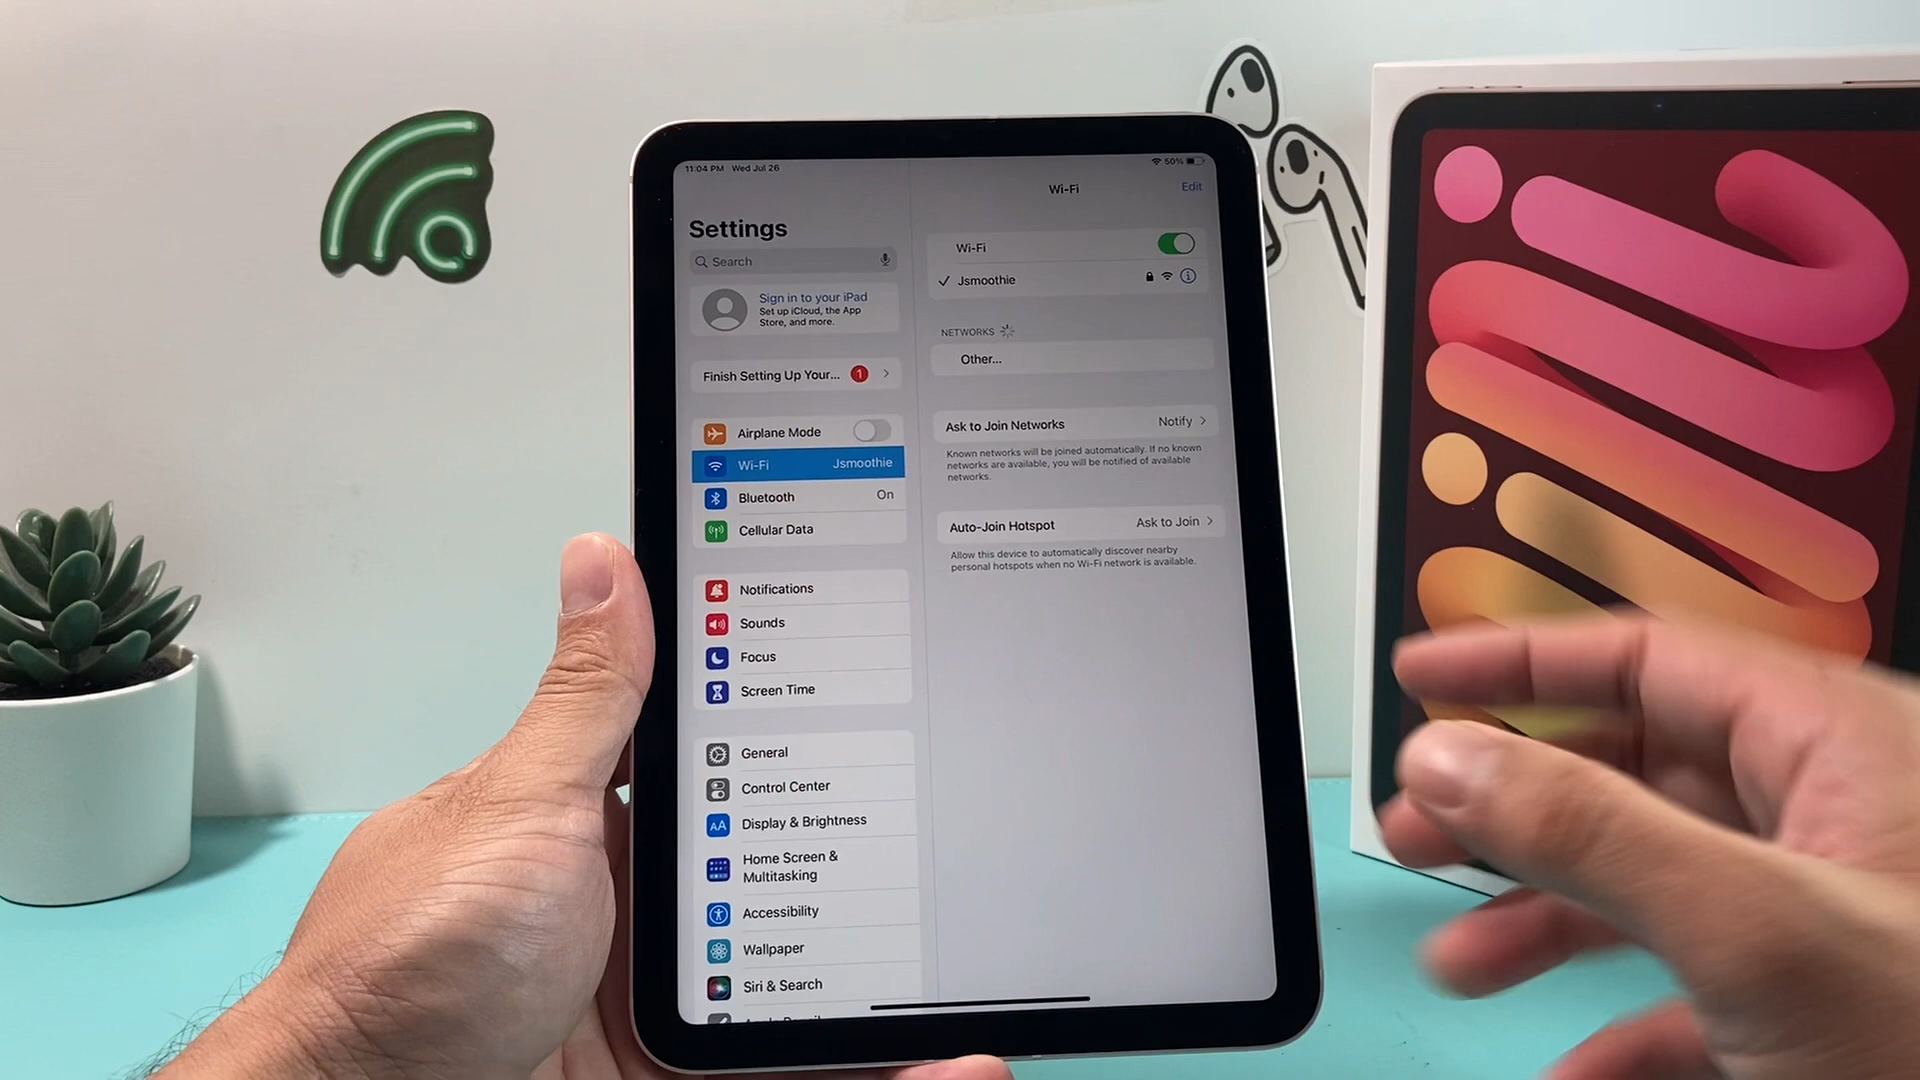 11:04 PM Wed Jul 26
50%
Settings
Search
Sign in to your iPad
Set up iCloud, the App
Store, and more.
Finish Setting Up Your... 1
Airplane Mode
Wi-Fi Jsmoothie
Bluetooth On
Cellular Data
Notifications
Sounds
Focus
Screen Time
General
Control Center
AA Display & Brightness
Home Screen &
Multitasking
Accessibility
Wallpaper
Siri & Search
Wi-Fi Edit
Wi-Fi
Jsmoothie
NETWORKS
Other...
Ask to Join Networks Notify
Known networks will be joined automatically. If no known
networks are available, you will be notified of available
networks.
Auto-Join Hotspot Ask to Join
Allow this device to automatically discover nearby
personal hotspots when no Wi-Fi network is available.